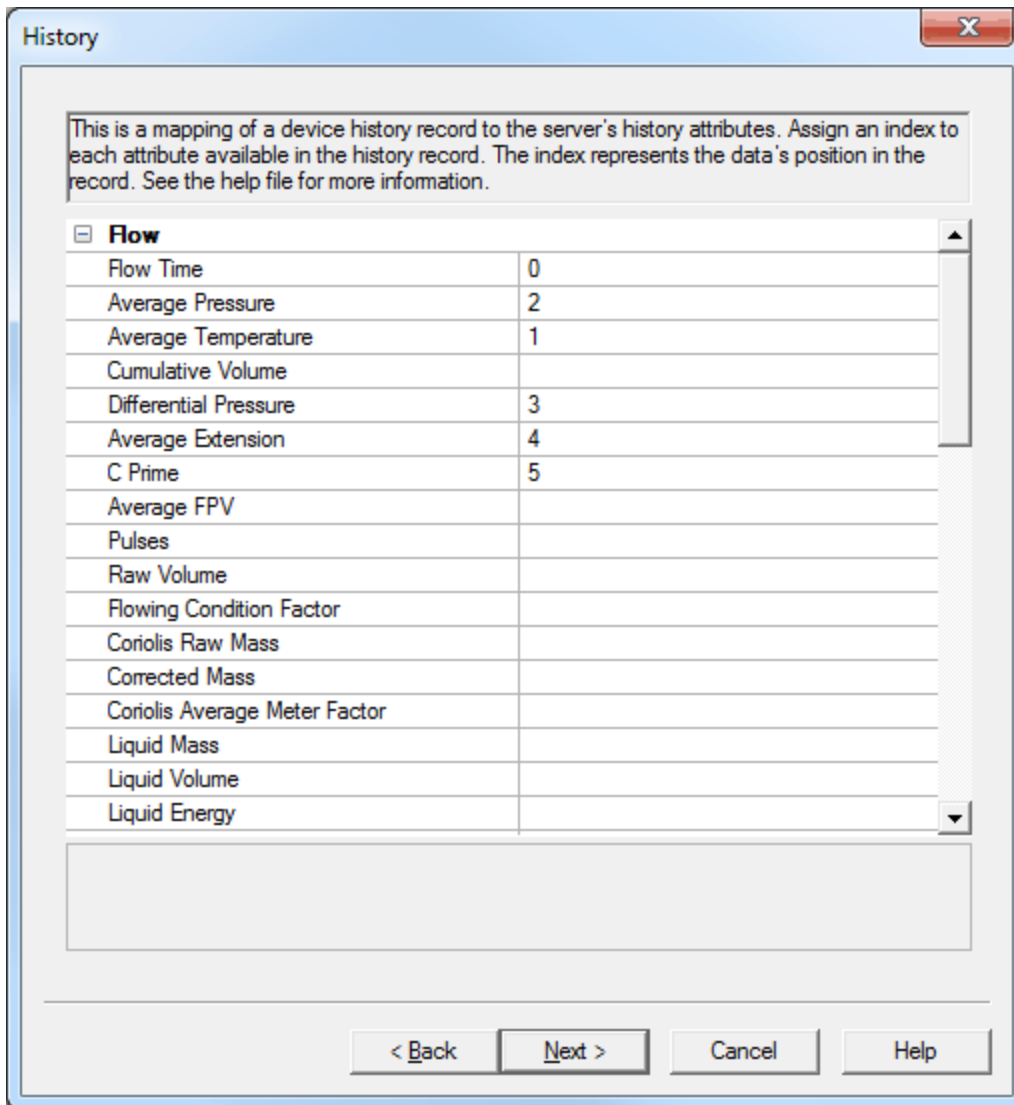 History
This is a mapping of a device history record to the server's history attributes. Assign an index to
each attribute available in the history record. The index represents the data's position in the
record. See the help file for more information.
Flow
Flow Time 0
Average Pressure 2
Average Temperature 1
Cumulative Volume
Differential Pressure 3
Average Extension 4
C Prime 5
Average FPV
Pulses
Raw Volume
Flowing Condition Factor
Coriolis Raw Mass
Corrected Mass
Coriolis Average Meter Factor
Liquid Mass
Liquid Volume
Liquid Energy
< Back Next > Cancel Help